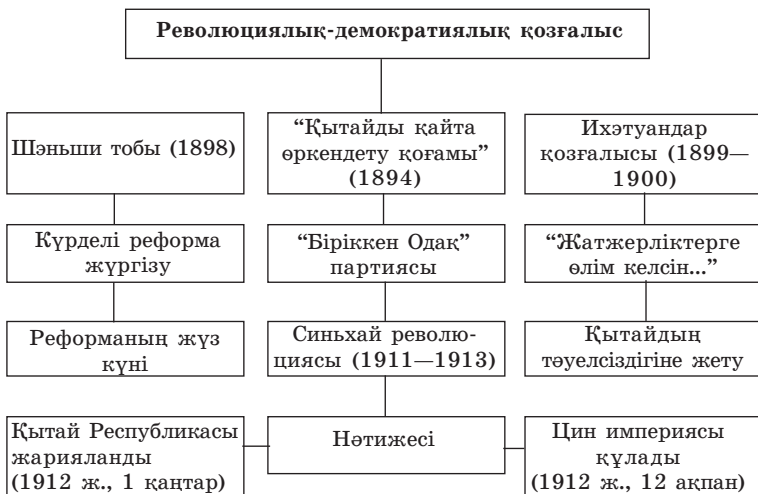 Революциялық-демократиялық қозғалыс
Шэньши тобы (1898)
“Қытайды қайта
өркендету қоғамы”
(1894)
Ихэтуандар
қозғалысы (1899—
1900)
Күрделі реформа
жүргізу
“Біріккен Одақ”
партиясы
“Жатжерліктерге
өлім келсін...”
Реформаның жүз
күні
Синьхай револю-
циясы (1911—1913)
Қытайдың
тәуелсіздігіне жету
Қытай Республикасы
жарияланды
(1912 ж., 1 қаңтар)
Нәтижесі
Цин империясы
құлады
(1912 ж., 12 ақпан)